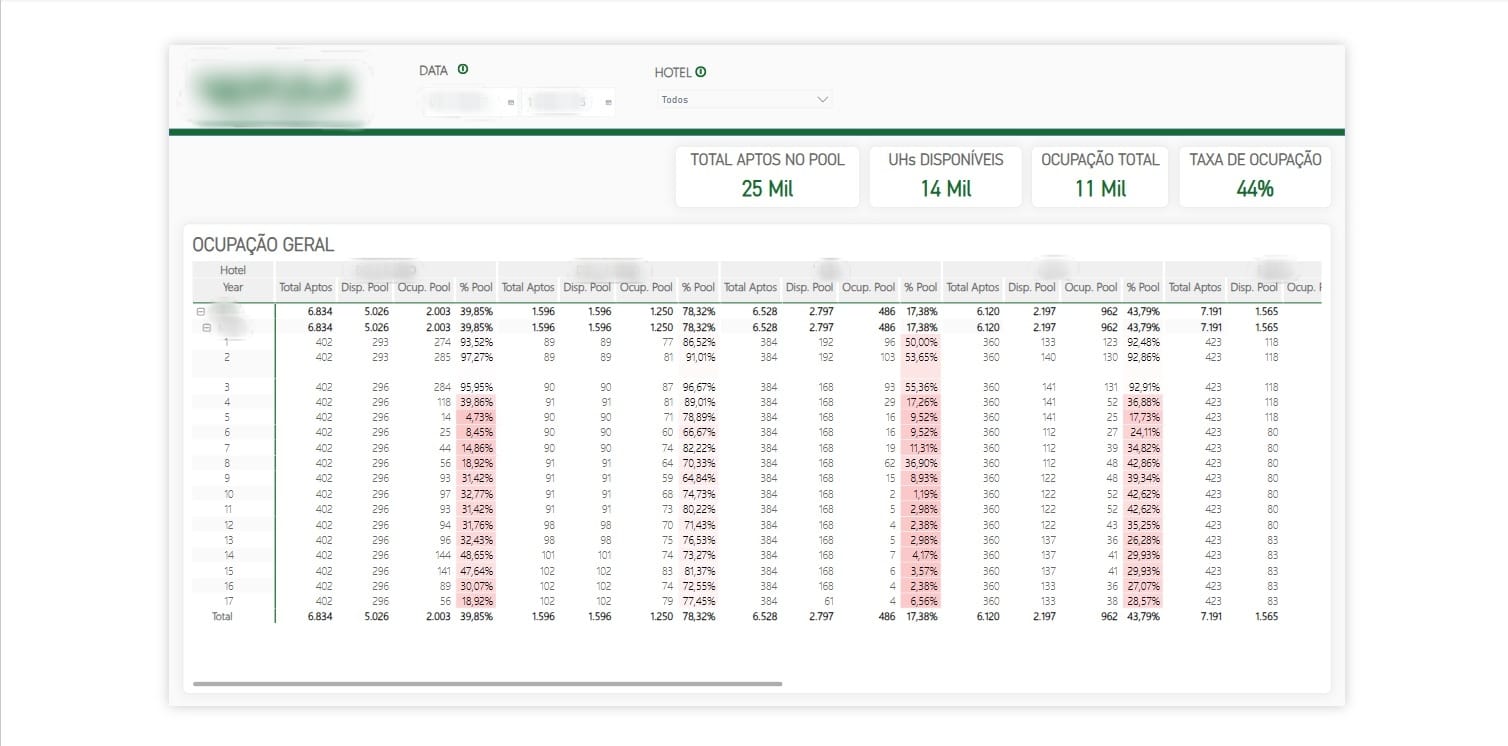 DATA
HOTEL
Todos
TOTAL APTOS NO POOL UHs DISPONÍVEIS OCUPAÇÃO TOTAL TAXA DE OCUPAÇÃO
25 Mil 14 Mil 11 Mil 44%
OCUPAÇÃO GERAL
Hotel
Year Total Aptos Disp. Pool Ocup. Pool % Pool Total Aptos Disp. Pool Ocup. Pool % Pool Total Aptos Disp. Pool Ocup. Pool % Pool Total Aptos Disp. Pool Ocup. Pool % Pool Total Aptos Disp. Pool Ocup. F
6.834 5.026 2.003 39,85% 1.596 1.596 1.250 78,32% 6.528 2.797 486 17,38% 6.120 2.197 962 43,79% 7.191 1.565
6.834 5.026 2.003 39,85% 1.596 1.596 1.250 78,32% 6.528 2.797 486 17,38% 6.120 2.197 962 43,79% 7.191 1.565
1 402 293 274 93,52% 89 89 77 86,52% 384 192 96 50,00% 360 133 123 92,48% 423 118
2 402 293 285 97,27% 89 89 81 91,01% 384 192 103 53,65% 360 140 130 92,86% 423 118
3 402 296 284 95,95% 90 90 87 96,67% 384 168 93 55,36% 360 141 131 92,91% 423 118
4 402 296 118 39,86% 91 91 81 89,01% 384 168 29 17,26% 360 141 52 36,88% 423 118
5 402 296 14 4,73% 90 90 71 78,89% 384 168 16 9,52% 360 141 25 17,73% 423 118
6 402 296 25 8,45% 90 90 60 66,67% 384 168 16 9,52% 360 112 27 24,11% 423 80
7 402 296 44 14,86% 90 90 74 82,22% 384 168 19 11,31% 360 112 39 34,82% 423 80
8 402 296 56 18,92% 91 91 64 70,33% 384 168 62 36,90% 360 112 48 42,86% 423 80
9 402 296 93 31,42% 91 91 59 64,84% 384 168 15 8,93% 360 122 48 39,34% 423 80
10 402 296 97 32,77% 91 91 68 74,73% 384 168 2 1,19% 360 122 52 42,62% 423 80
11 402 296 93 31,42% 91 91 73 80,22% 384 168 5 2,98% 360 122 52 42,62% 423 80
12 402 296 94 31,76% 98 98 70 71,43% 384 168 4 2,38% 360 122 43 35,25% 423 80
13 402 296 96 32,43% 98 98 75 76,53% 384 168 5 2,98% 360 137 36 26,28% 423 83
14 402 296 144 48,65% 101 101 74 73,27% 384 168 7 4,17% 360 137 41 29,93% 423 83
15 402 296 141 47,64% 102 102 83 81,37% 384 168 6 3,57% 360 137 41 29,93% 423 83
16 402 296 89 30,07% 102 102 74 72,55% 384 168 4 2,38% 360 133 36 27,07% 423 83
17 402 296 56 18,92% 102 102 79 77,45% 384 61 4 6,56% 360 133 38 28,57% 423 83
Total 6.834 5.026 2.003 39,85% 1.596 1.596 1.250 78,32% 6.528 2.797 486 17,38% 6.120 2.197 962 43,79% 7.191 1.565